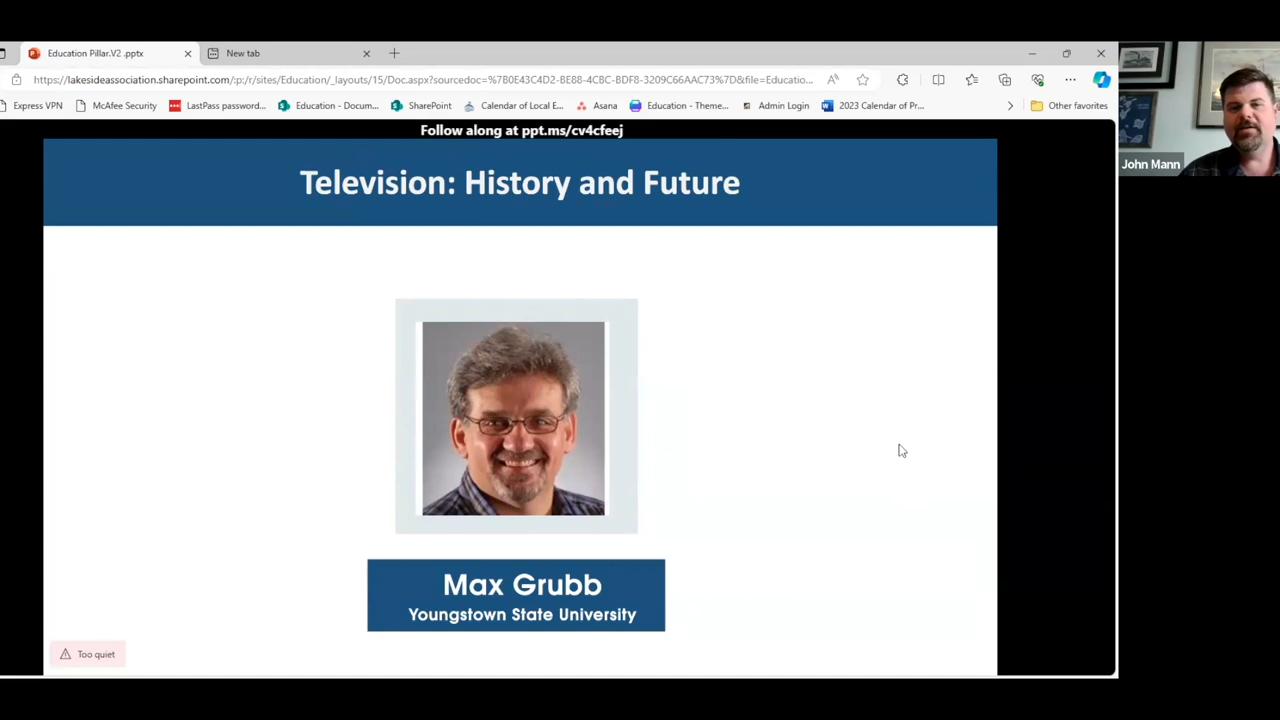 Education Pillar.V2 .pptx
New tab
https://lakesideassociation.sharepoint.com/:p:/r/sites/Education/_layouts/15/Doc.aspx?sourcedoc=%7B0E43C4D2-BE88-4CBC-BDF8-3209C66AAC73%7D&file=Educatio...
Express VPN
McAfee Security
LastPass password...
Education - Docum...
SharePoint
Calendar of Local E...
Asana
Education - Theme...
Admin Login
2023 Calendar of Pr...
Other favorites
Follow along at ppt.ms/cv4cfeej
Television: History and Future
John Mann
Max Grubb
Youngstown State University
Too quiet